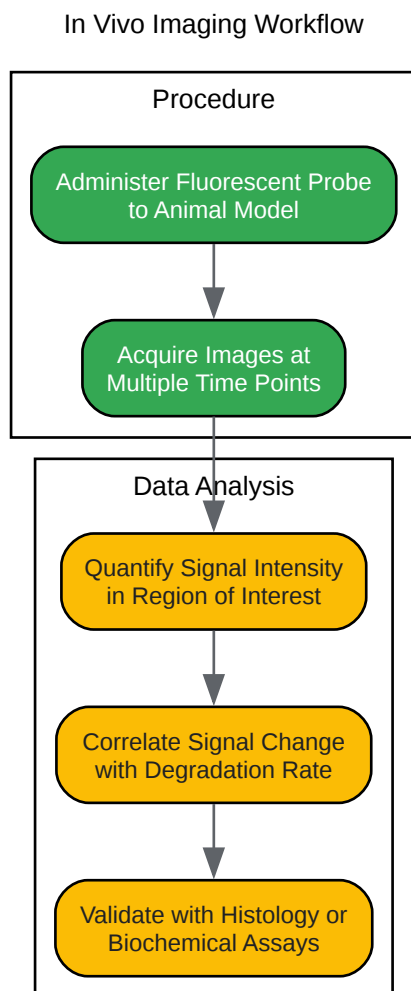 In Vivo Imaging Workflow
Procedure
Administer Fluorescent Probe
to Animal Model
Acquire Images at
Multiple Time Points
Data Analysis
Quantify Signal Intensity
in Region of Interest
Correlate Signal Change
with Degradation Rate
Validate with Histology or
Biochemical Assays